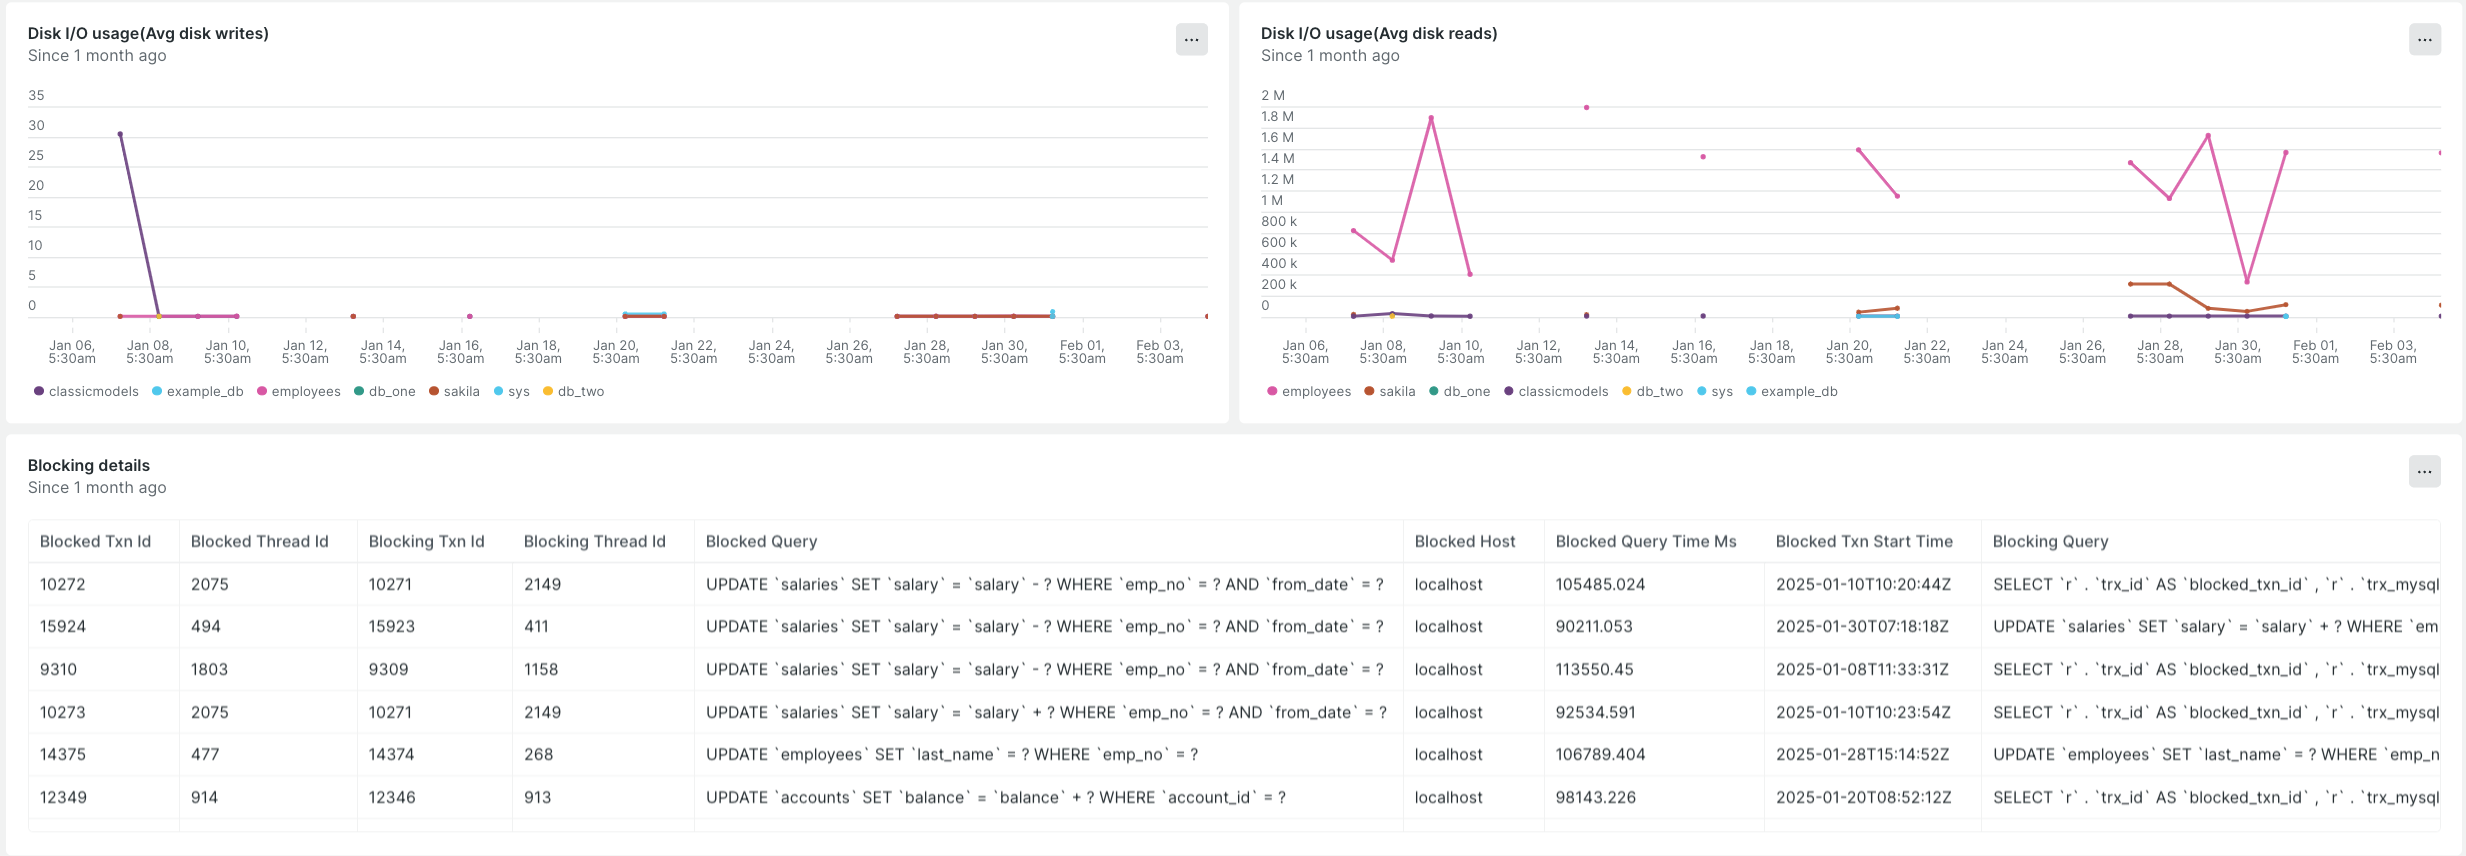 Disk I/O usage(Avg disk writes)
Since 1 month ago
...
35
30
25
20
15
10
5
0
Jan 06, Jan 08, Jan 10, Jan 12, Jan 14, Jan 16, Jan 18, Jan 20, Jan 22, Jan 24, Jan 26, Jan 28, Jan 30, Feb 01, Feb 03,
5:30am 5:30am 5:30am 5:30am 5:30am 5:30am 5:30am 5:30am 5:30am 5:30am 5:30am 5:30am 5:30am 5:30am 5:30am
classicmodels example_db employees db_one sakila sys db_two
Disk I/O usage(Avg disk reads)
Since 1 month ago
...
2 M
1.8 M
1.6 M
1.4 M
1.2 M
1 M
800 k
600 k
400 k
200 k
0
Jan 06, Jan 08, Jan 10, Jan 12, Jan 14, Jan 16, Jan 18, Jan 20, Jan 22, Jan 24, Jan 26, Jan 28, Jan 30, Feb 01, Feb 03,
5:30am 5:30am 5:30am 5:30am 5:30am 5:30am 5:30am 5:30am 5:30am 5:30am 5:30am 5:30am 5:30am 5:30am 5:30am
employees sakila db_one classicmodels db_two sys example_db
Blocking details
Since 1 month ago
...
Blocked Txn Id Blocked Thread Id Blocking Txn Id Blocking Thread Id Blocked Query Blocked Host Blocked Query Time Ms Blocked Txn Start Time Blocking Query
10272 2075 10271 2149 UPDATE `salaries` SET `salary` = `salary` - ? WHERE `emp_no` = ? AND `from_date` = ? localhost 105485.024 2025-01-10T10:20:44Z SELECT `r` . `trx_id` AS `blocked_txn_id` , `r` . `trx_mysql
15924 494 15923 411 UPDATE `salaries` SET `salary` = `salary` - ? WHERE `emp_no` = ? AND `from_date` = ? localhost 90211.053 2025-01-30T07:18:18Z UPDATE `salaries` SET `salary` = `salary` + ? WHERE `em
9310 1803 9309 1158 UPDATE `salaries` SET `salary` = `salary` - ? WHERE `emp_no` = ? AND `from_date` = ? localhost 113550.45 2025-01-08T11:33:31Z SELECT `r` . `trx_id` AS `blocked_txn_id` , `r` . `trx_mysql
10273 2075 10271 2149 UPDATE `salaries` SET `salary` = `salary` + ? WHERE `emp_no` = ? AND `from_date` = ? localhost 92534.591 2025-01-10T10:23:54Z SELECT `r` . `trx_id` AS `blocked_txn_id` , `r` . `trx_mysql
14375 477 14374 268 UPDATE `employees` SET `last_name` = ? WHERE `emp_no` = ? localhost 106789.404 2025-01-28T15:14:52Z UPDATE `employees` SET `last_name` = ? WHERE `emp_n
12349 914 12346 913 UPDATE `accounts` SET `balance` = `balance` + ? WHERE `account_id` = ? localhost 98143.226 2025-01-20T08:52:12Z SELECT `r` . `trx_id` AS `blocked_txn_id` , `r` . `trx_mysql